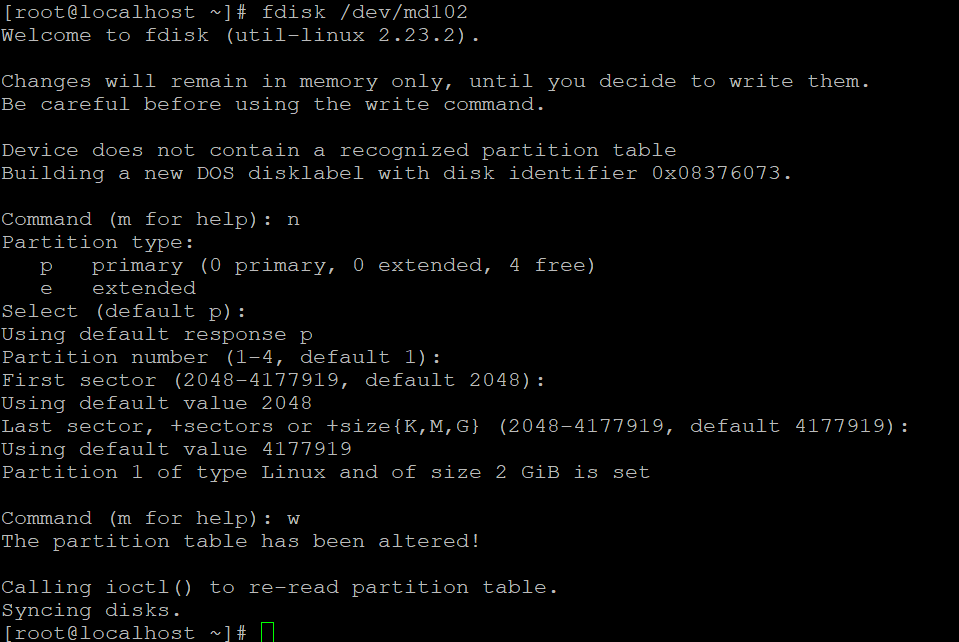 [root@localhost ~]# fdisk /dev/md102
Welcome to fdisk (util-linux 2.23.2).

Changes will remain in memory only, until you decide to write them.
Be careful before using the write command.

Device does not contain a recognized partition table
Building a new DOS disklabel with disk identifier 0x08376073.

Command (m for help): n
Partition type:
   p   primary (0 primary, 0 extended, 4 free)
   e   extended
Select (default p):
Using default response p
Partition number (1-4, default 1):
First sector (2048-4177919, default 2048):
Using default value 2048
Last sector, +sectors or +size{K,M,G} (2048-4177919, default 4177919):
Using default value 4177919
Partition 1 of type Linux and of size 2 GiB is set

Command (m for help): w
The partition table has been altered!

Calling ioctl() to re-read partition table.
Syncing disks.
[root@localhost ~]#